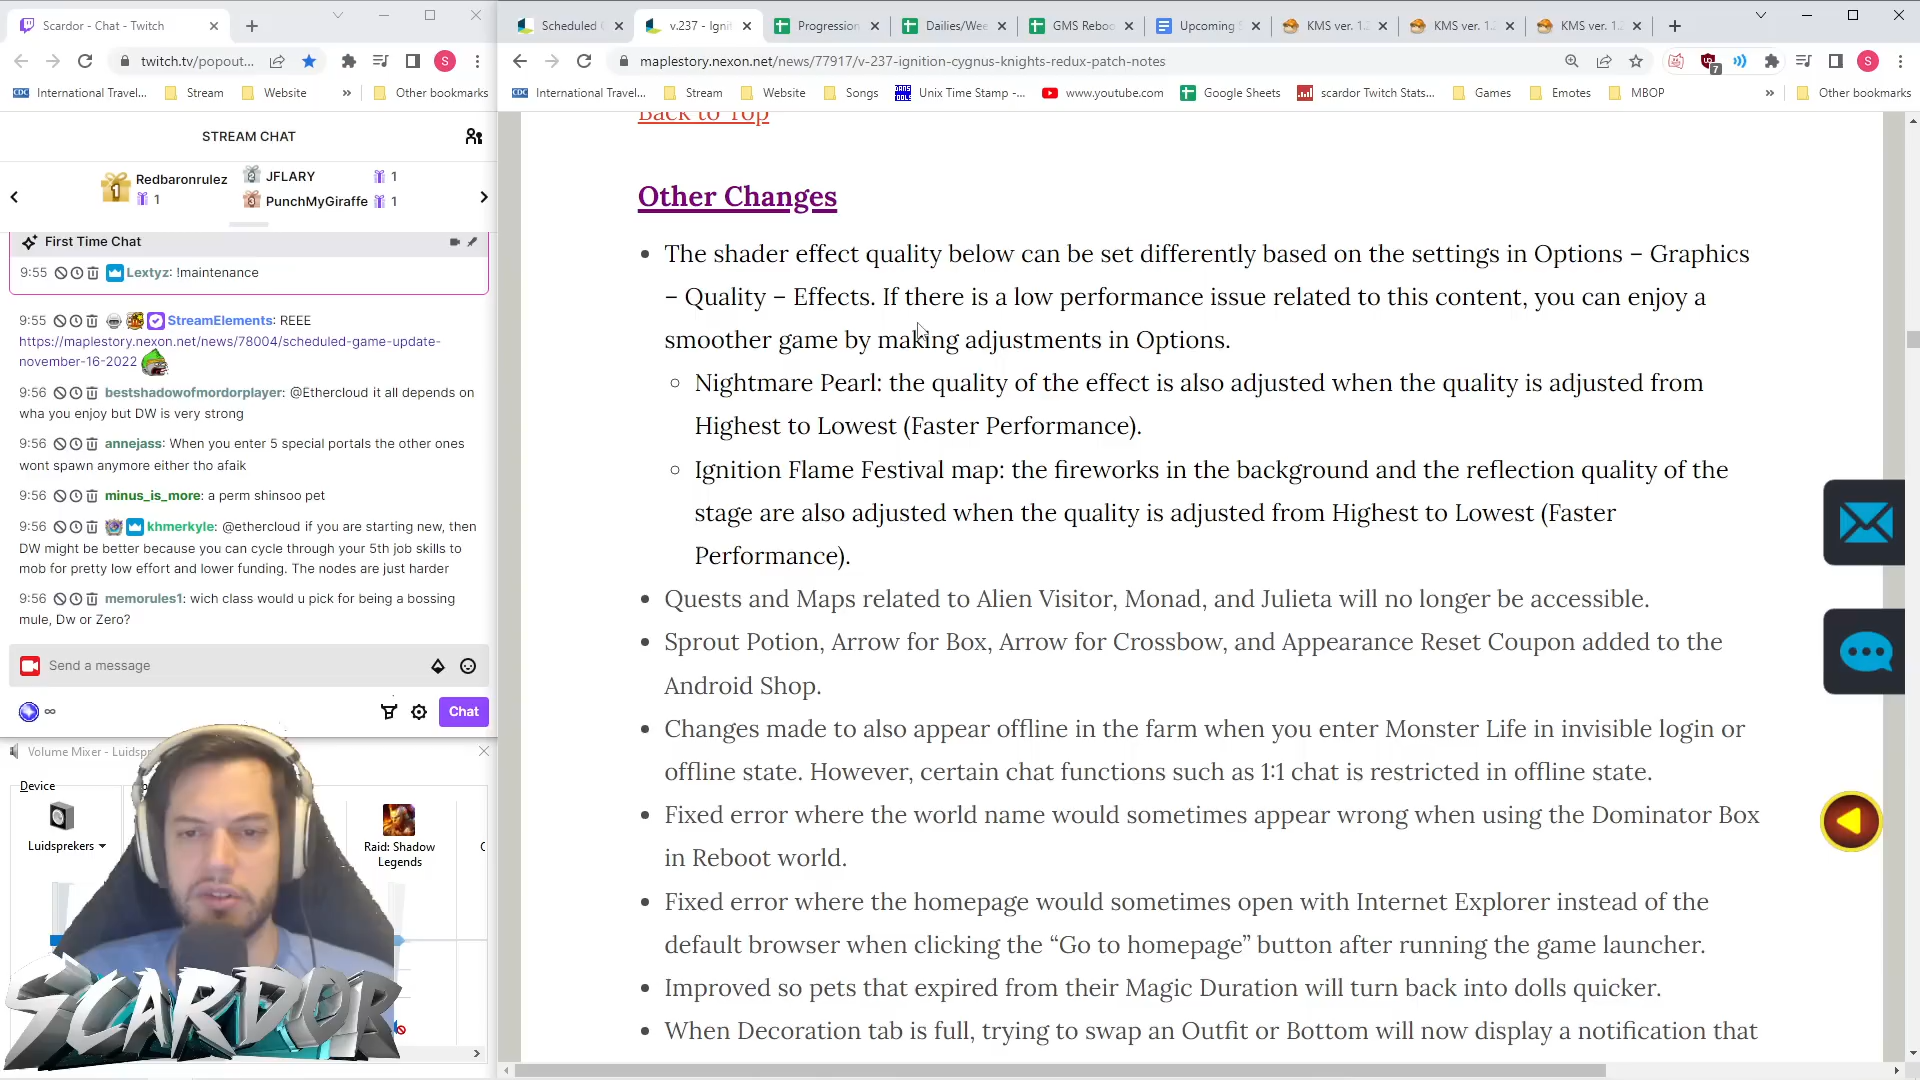 Scardor - Chat - Twitch
Scheduled
v.237 - Igni
Progression
Dailies/Wee
GMS Reboo
Upcoming S
KMS ver. 1.
KMS ver. 1.
KMS ver. 1.
twitch.tv/popout...
S
maplestory.nexon.net/news/77917/v-237-ignition-cygnus-knights-redux-patch-notes
7
S
CDC
International Travel...
Stream
Website
»
Other bookmarks
CDC
International Travel...
Stream
Website
Songs
Unix Time Stamp -...
www.youtube.com
Google Sheets
scardor Twitch Stats...
Games
Emotes
MBOP
»
Other bookmarks
STREAM CHAT
1
Redbaronrulez
1
JFLARY 1
PunchMyGiraffe 1
First Time Chat
9:55 Lextyz: !maintenance
9:55 StreamElements: REEE
https://maplestory.nexon.net/news/78004/scheduled-game-update-
november-16-2022
9:56 bestshadowofmordorplayer: @Ethercloud it all depends on
wha you enjoy but DW is very strong
9:56 annejass: When you enter 5 special portals the other ones
wont spawn anymore either tho afaik
9:56 minus_is_more: a perm shinsoo pet
9:56 khmerkyle: @ethercloud if you are starting new, then
DW might be better because you can cycle through your 5th job skills to
mob for pretty low effort and lower funding. The nodes are just harder
9:56 memorules1: wich class would u pick for being a bossing
mule, Dw or Zero?
Send a message
∞
Chat
Volume Mixer - Luidspr
Device
Luidsprekers
Raid: Shadow
Legends
SCARDOR
Back to Top
Other Changes
• The shader effect quality below can be set differently based on the settings in Options – Graphics
– Quality – Effects. If there is a low performance issue related to this content, you can enjoy a
smoother game by making adjustments in Options.
◦ Nightmare Pearl: the quality of the effect is also adjusted when the quality is adjusted from
Highest to Lowest (Faster Performance).
◦ Ignition Flame Festival map: the fireworks in the background and the reflection quality of the
stage are also adjusted when the quality is adjusted from Highest to Lowest (Faster
Performance).
• Quests and Maps related to Alien Visitor, Monad, and Julieta will no longer be accessible.
• Sprout Potion, Arrow for Box, Arrow for Crossbow, and Appearance Reset Coupon added to the
Android Shop.
• Changes made to also appear offline in the farm when you enter Monster Life in invisible login or
offline state. However, certain chat functions such as 1:1 chat is restricted in offline state.
• Fixed error where the world name would sometimes appear wrong when using the Dominator Box
in Reboot world.
• Fixed error where the homepage would sometimes open with Internet Explorer instead of the
default browser when clicking the “Go to homepage” button after running the game launcher.
• Improved so pets that expired from their Magic Duration will turn back into dolls quicker.
• When Decoration tab is full, trying to swap an Outfit or Bottom will now display a notification that